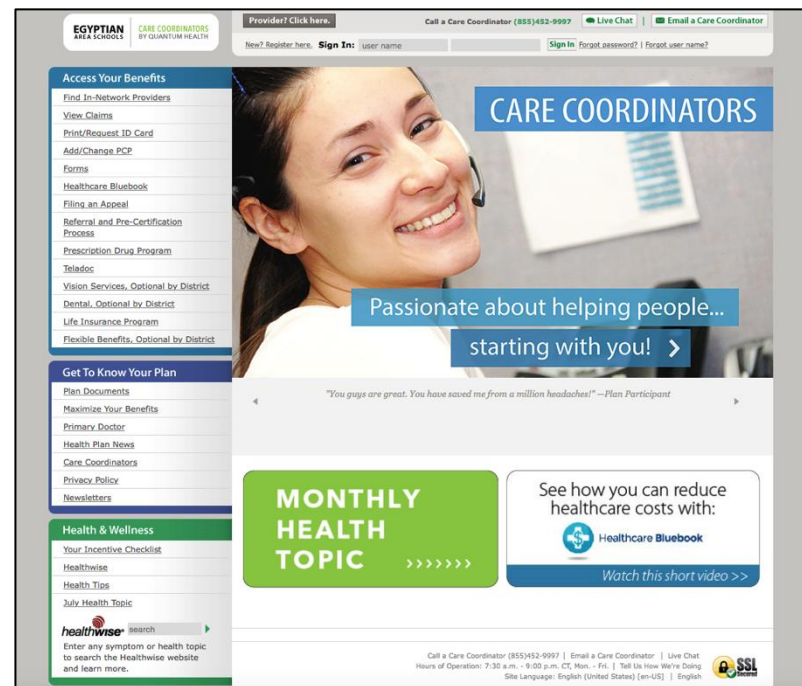 EGYPTIAN
AREA SCHOOLS
CARE COORDINATORS
BY QUANTUM HEALTH
Provider? Click here.
Call a Care Coordinator (855)452-9997
Live Chat | Email a Care Coordinator
New? Register here. Sign In: user name
Sign In Forgot password? | Forgot user name?
Access Your Benefits
Find In-Network Providers
View Claims
Print/Request ID Card
Add/Change PCP
Forms
Healthcare Bluebook
Filing an Appeal
Referral and Pre-Certification
Process
Prescription Drug Program
Teladoc
Vision Services, Optional by District
Dental, Optional by District
Life Insurance Program
Flexible Benefits, Optional by District
Get To Know Your Plan
Plan Documents
Maximize Your Benefits
Primary Doctor
Health Plan News
Care Coordinators
Privacy Policy
Newsletters
Health & Wellness
Your Incentive Checklist
Healthwise
Health Tips
July Health Topic
healthwise search
Enter any symptom or health topic
to search the Healthwise website
and learn more.
CARE COORDINATORS
Passionate about helping people...
starting with you! >
"You guys are great. You have saved me from a million headaches!" —Plan Participant
MONTHLY
HEALTH
TOPIC >>>>>>>
See how you can reduce
healthcare costs with:
Healthcare Bluebook
Watch this short video >>
Call a Care Coordinator (855)452-9997 | Email a Care Coordinator | Live Chat
Hours of Operation: 7:30 a.m. - 9:00 p.m. CT, Mon. - Fri. | Tell Us How We're Doing
Site Language: English (United States) [en-US] | English
SSL
Secured